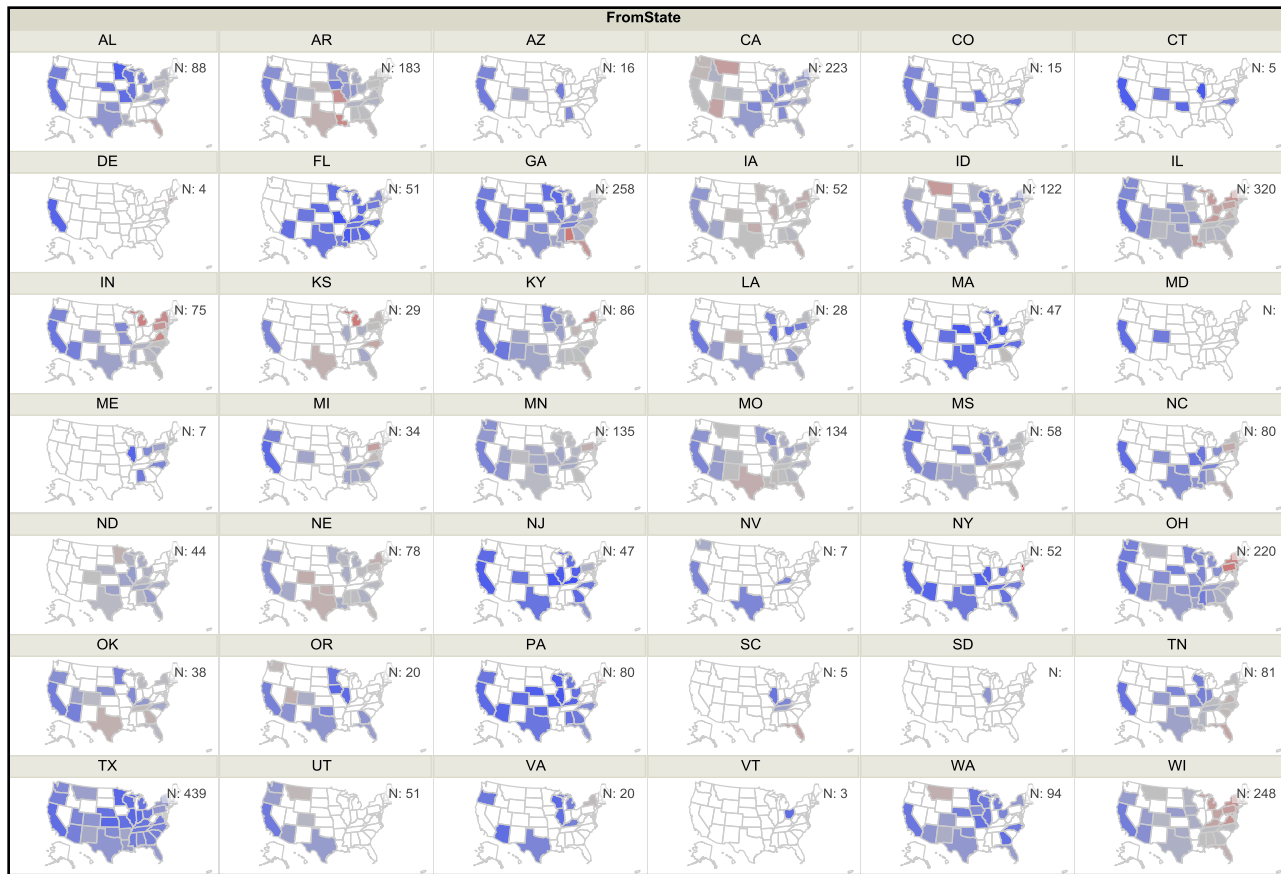 FromState
AL AR AZ CA CO CT
N: 88 N: 183 N: 16 N: 223 N: 15 N: 5
DE FL GA IA ID IL
N: 4 N: 51 N: 258 N: 52 N: 122 N: 320
IN KS KY LA MA MD
N: 75 N: 29 N: 86 N: 28 N: 47 N:
ME MI MN MO MS NC
N: 7 N: 34 N: 135 N: 134 N: 58 N: 80
ND NE NJ NV NY OH
N: 44 N: 78 N: 47 N: 7 N: 52 N: 220
OK OR PA SC SD TN
N: 38 N: 20 N: 80 N: 5 N: N: 81
TX UT VA VT WA WI
N: 439 N: 51 N: 20 N: 3 N: 94 N: 248